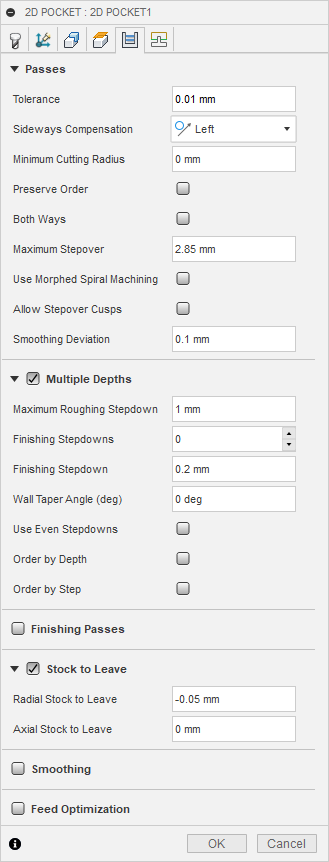 2D POCKET : 2D POCKET1
Passes
Tolerance 0.01 mm
Sideways Compensation Left
Minimum Cutting Radius 0 mm
Preserve Order
Both Ways
Maximum Stepover 2.85 mm
Use Morphed Spiral Machining
Allow Stepover Cusps
Smoothing Deviation 0.1 mm
Multiple Depths
Maximum Roughing Stepdown 1 mm
Finishing Stepdowns 0
Finishing Stepdown 0.2 mm
Wall Taper Angle (deg) 0 deg
Use Even Stepdowns
Order by Depth
Order by Step
Finishing Passes
Stock to Leave
Radial Stock to Leave -0.05 mm
Axial Stock to Leave 0 mm
Smoothing
Feed Optimization
OK Cancel